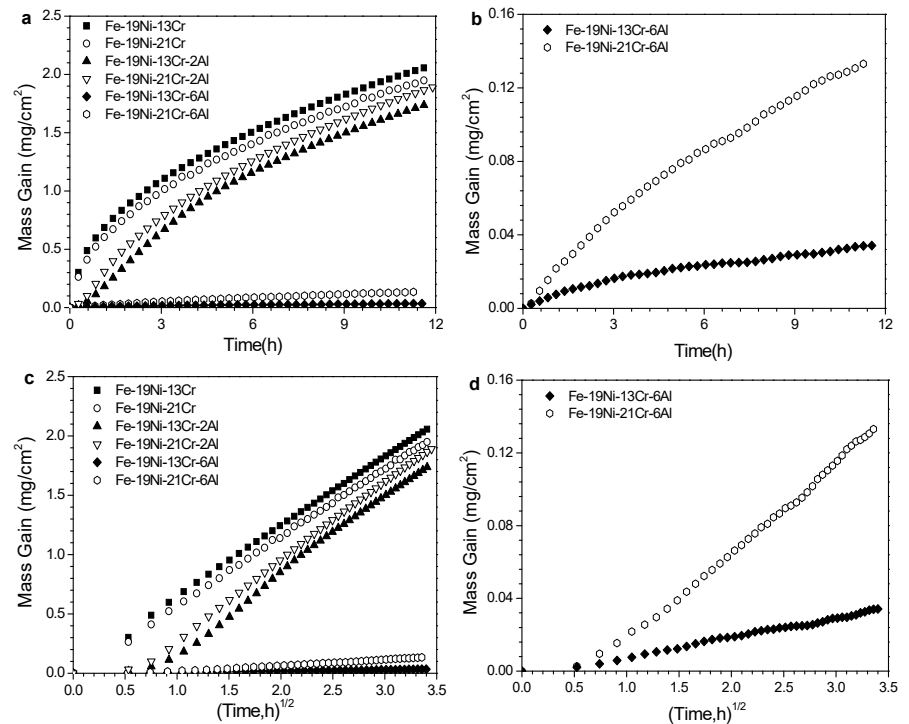 a
Fe-19Ni-13Cr
Fe-19Ni-21Cr
Fe-19Ni-13Cr-2Al
Fe-19Ni-21Cr-2Al
Fe-19Ni-13Cr-6Al
Fe-19Ni-21Cr-6Al
2.5
2.0
1.5
1.0
0.5
0.0
Mass Gain (mg/cm²)
0 3 6 9 12
Time(h)
b
Fe-19Ni-13Cr-6Al
Fe-19Ni-21Cr-6Al
0.16
0.12
0.08
0.04
0.00
Mass Gain (mg/cm²)
0 3 6 9 12
Time(h)
c
Fe-19Ni-13Cr
Fe-19Ni-21Cr
Fe-19Ni-13Cr-2Al
Fe-19Ni-21Cr-2Al
Fe-19Ni-13Cr-6Al
Fe-19Ni-21Cr-6Al
2.5
2.0
1.5
1.0
0.5
0.0
Mass Gain (mg/cm²)
0.0 0.5 1.0 1.5 2.0 2.5 3.0 3.5
(Time,h)^1/2
d
Fe-19Ni-13Cr-6Al
Fe-19Ni-21Cr-6Al
0.16
0.12
0.08
0.04
0.00
Mass Gain (mg/cm²)
0.0 0.5 1.0 1.5 2.0 2.5 3.0 3.5
(Time,h)^1/2